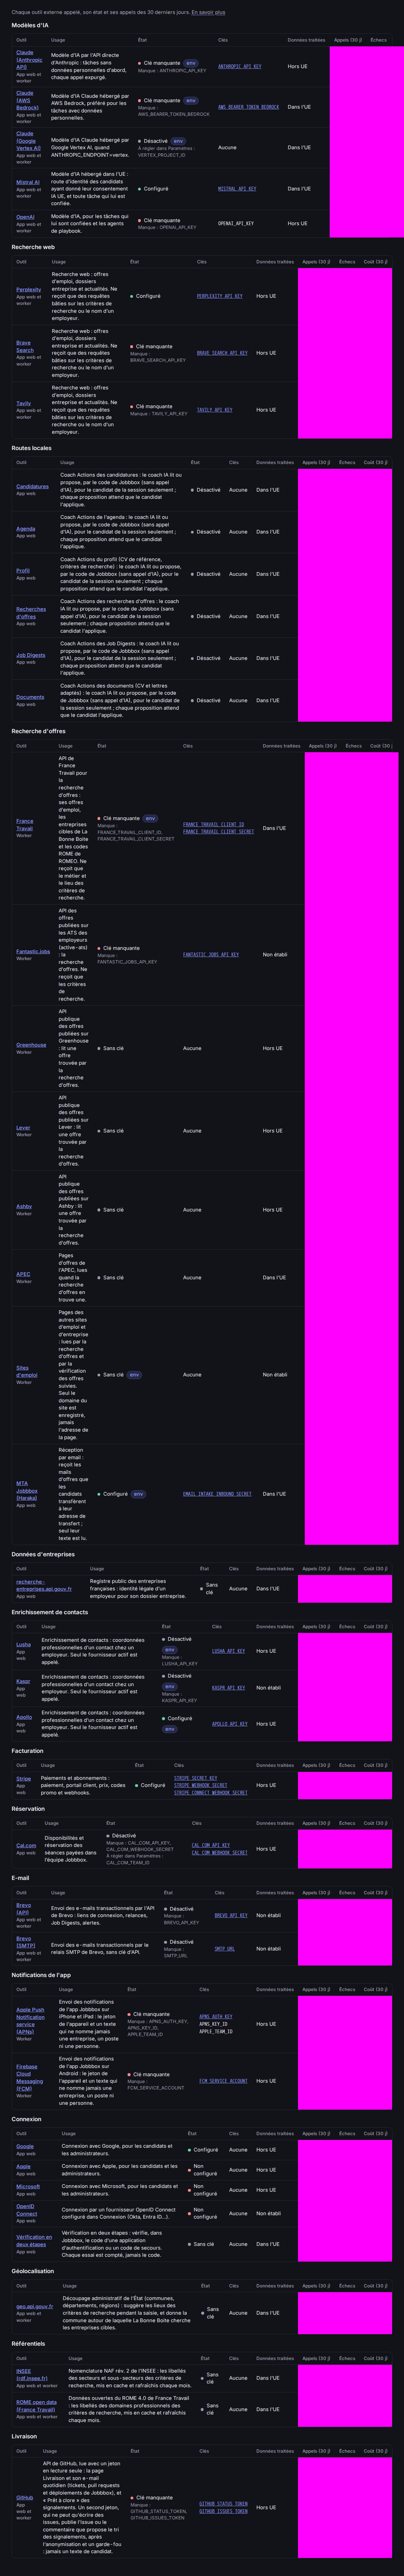 Chaque outil externe appelé, son état et ses appels des 30 derniers jours. En savoir plus
Modèles d'IA
Outil Usage État Clés Données traitées Appels (30 j) Échecs
Claude (Anthropic API) App web et worker
Modèle d'IA par l'API directe d'Anthropic : tâches sans données personnelles d'abord, chaque appel expurgé.
Clé manquante env
Manque : ANTHROPIC_API_KEY
ANTHROPIC_API_KEY
Hors UE
Claude (AWS Bedrock) App web et worker
Modèle d'IA Claude hébergé par AWS Bedrock, préféré pour les tâches avec données personnelles.
Clé manquante env
Manque : AWS_BEARER_TOKEN_BEDROCK
AWS_BEARER_TOKEN_BEDROCK
Dans l'UE
Claude (Google Vertex AI) App web et worker
Modèle d'IA Claude hébergé par Google Vertex AI, quand ANTHROPIC_ENDPOINT=vertex.
Désactivé env
À régler dans Paramètres : VERTEX_PROJECT_ID
Aucune
Dans l'UE
Mistral AI App web et worker
Modèle d'IA hébergé dans l'UE : route d'identité des candidats ayant donné leur consentement IA UE, et toute tâche qui lui est confiée.
Configuré
MISTRAL_API_KEY
Dans l'UE
OpenAI App web et worker
Modèle d'IA, pour les tâches qui lui sont confiées et les agents de playbook.
Clé manquante
Manque : OPENAI_API_KEY
OPENAI_API_KEY
Hors UE
Recherche web
Outil Usage État Clés Données traitées Appels (30 j) Échecs Coût (30 j)
Perplexity App web et worker
Recherche web : offres d'emploi, dossiers entreprise et actualités. Ne reçoit que des requêtes bâties sur les critères de recherche ou le nom d'un employeur.
Configuré
PERPLEXITY_API_KEY
Hors UE
Brave Search App web et worker
Recherche web : offres d'emploi, dossiers entreprise et actualités. Ne reçoit que des requêtes bâties sur les critères de recherche ou le nom d'un employeur.
Clé manquante
Manque : BRAVE_SEARCH_API_KEY
BRAVE_SEARCH_API_KEY
Hors UE
Tavily App web et worker
Recherche web : offres d'emploi, dossiers entreprise et actualités. Ne reçoit que des requêtes bâties sur les critères de recherche ou le nom d'un employeur.
Clé manquante
Manque : TAVILY_API_KEY
TAVILY_API_KEY
Hors UE
Routes locales
Outil Usage État Clés Données traitées Appels (30 j) Échecs Coût (30 j)
Candidatures App web
Coach Actions des candidatures : le coach IA lit ou propose, par le code de Jobbbox (sans appel d'IA), pour le candidat de la session seulement ; chaque proposition attend que le candidat l'applique.
Désactivé Aucune Dans l'UE
Agenda App web
Coach Actions de l'agenda : le coach IA lit ou propose, par le code de Jobbbox (sans appel d'IA), pour le candidat de la session seulement ; chaque proposition attend que le candidat l'applique.
Désactivé Aucune Dans l'UE
Profil App web
Coach Actions du profil (CV de référence, critères de recherche) : le coach IA lit ou propose, par le code de Jobbbox (sans appel d'IA), pour le candidat de la session seulement ; chaque proposition attend que le candidat l'applique.
Désactivé Aucune Dans l'UE
Recherches d'offres App web
Coach Actions des recherches d'offres : le coach IA lit ou propose, par le code de Jobbbox (sans appel d'IA), pour le candidat de la session seulement ; chaque proposition attend que le candidat l'applique.
Désactivé Aucune Dans l'UE
Job Digests App web
Coach Actions des Job Digests : le coach IA lit ou propose, par le code de Jobbbox (sans appel d'IA), pour le candidat de la session seulement ; chaque proposition attend que le candidat l'applique.
Désactivé Aucune Dans l'UE
Documents App web
Coach Actions des documents (CV et lettres adaptés) : le coach IA lit ou propose, par le code de Jobbbox (sans appel d'IA), pour le candidat de la session seulement ; chaque proposition attend que le candidat l'applique.
Désactivé Aucune Dans l'UE
Recherche d'offres
Outil Usage État Clés Données traitées Appels (30 j) Échecs Coût (30 j)
France Travail Worker
API de France Travail pour la recherche d'offres : ses offres d'emploi, les entreprises cibles de La Bonne Boite et les codes ROME de ROMEO. Ne reçoit que le métier et le lieu des critères de recherche.
Clé manquante env
Manque : FRANCE_TRAVAIL_CLIENT_ID, FRANCE_TRAVAIL_CLIENT_SECRET
FRANCE_TRAVAIL_CLIENT_ID
FRANCE_TRAVAIL_CLIENT_SECRET
Dans l'UE
Fantastic.jobs Worker
API des offres publiées sur les ATS des employeurs (active-ats) : la recherche d'offres. Ne reçoit que les critères de recherche.
Clé manquante
Manque : FANTASTIC_JOBS_API_KEY
FANTASTIC_JOBS_API_KEY
Non établi
Greenhouse Worker
API publique des offres publiées sur Greenhouse : lit une offre trouvée par la recherche d'offres.
Sans clé Aucune Hors UE
Lever Worker
API publique des offres publiées sur Lever : lit une offre trouvée par la recherche d'offres.
Sans clé Aucune Hors UE
Ashby Worker
API publique des offres publiées sur Ashby : lit une offre trouvée par la recherche d'offres.
Sans clé Aucune Hors UE
APEC Worker
Pages d'offres de l'APEC, lues quand la recherche d'offres en trouve une.
Sans clé Aucune Dans l'UE
Sites d'emploi Worker
Pages des autres sites d'emploi et d'entreprise : lues par la recherche d'offres et par la vérification des offres suivies. Seul le domaine du site est enregistré, jamais l'adresse de la page.
Sans clé env Aucune Non établi
MTA Jobbbox (Haraka) App web
Réception par email : reçoit les mails d'offres que les candidats transfèrent à leur adresse de transfert ; seul leur texte est lu.
Configuré env
EMAIL_INTAKE_INBOUND_SECRET
Dans l'UE
Données d'entreprises
Outil Usage État Clés Données traitées Appels (30 j) Échecs Coût (30 j)
recherche-entreprises.api.gouv.fr App web
Registre public des entreprises françaises : identité légale d'un employeur pour son dossier entreprise.
Sans clé Aucune Dans l'UE
Enrichissement de contacts
Outil Usage État Clés Données traitées Appels (30 j) Échecs Coût (30 j)
Lusha App web
Enrichissement de contacts : coordonnées professionnelles d'un contact chez un employeur. Seul le fournisseur actif est appelé.
Désactivé env
Manque : LUSHA_API_KEY
LUSHA_API_KEY
Hors UE
Kaspr App web
Enrichissement de contacts : coordonnées professionnelles d'un contact chez un employeur. Seul le fournisseur actif est appelé.
Désactivé env
Manque : KASPR_API_KEY
KASPR_API_KEY
Non établi
Apollo App web
Enrichissement de contacts : coordonnées professionnelles d'un contact chez un employeur. Seul le fournisseur actif est appelé.
Configuré env
APOLLO_API_KEY
Hors UE
Facturation
Outil Usage État Clés Données traitées Appels (30 j) Échecs Coût (30 j)
Stripe App web
Paiements et abonnements : paiement, portail client, prix, codes promo et webhooks.
Configuré
STRIPE_SECRET_KEY
STRIPE_WEBHOOK_SECRET
STRIPE_CONNECT_WEBHOOK_SECRET
Hors UE
Réservation
Outil Usage État Clés Données traitées Appels (30 j) Échecs Coût (30 j)
Cal.com App web
Disponibilités et réservation des séances payées dans l'équipe Jobbbox.
Désactivé
Manque : CAL_COM_API_KEY, CAL_COM_WEBHOOK_SECRET
À régler dans Paramètres : CAL_COM_TEAM_ID
CAL_COM_API_KEY
CAL_COM_WEBHOOK_SECRET
Hors UE
E-mail
Outil Usage État Clés Données traitées Appels (30 j) Échecs Coût (30 j)
Brevo (API) App web et worker
Envoi des e-mails transactionnels par l'API de Brevo : liens de connexion, relances, Job Digests, alertes.
Désactivé
Manque : BREVO_API_KEY
BREVO_API_KEY
Non établi
Brevo (SMTP) App web et worker
Envoi des e-mails transactionnels par le relais SMTP de Brevo, sans clé d'API.
Désactivé
Manque : SMTP_URL
SMTP_URL
Non établi
Notifications de l'app
Outil Usage État Clés Données traitées Appels (30 j) Échecs Coût (30 j)
Apple Push Notification service (APNs) Worker
Envoi des notifications de l'app Jobbbox sur iPhone et iPad : le jeton de l'appareil et un texte qui ne nomme jamais une entreprise, un poste ni une personne.
Clé manquante
Manque : APNS_AUTH_KEY, APNS_KEY_ID, APPLE_TEAM_ID
APNS_AUTH_KEY
APNS_KEY_ID
APPLE_TEAM_ID
Hors UE
Firebase Cloud Messaging (FCM) Worker
Envoi des notifications de l'app Jobbbox sur Android : le jeton de l'appareil et un texte qui ne nomme jamais une entreprise, un poste ni une personne.
Clé manquante
Manque : FCM_SERVICE_ACCOUNT
FCM_SERVICE_ACCOUNT
Hors UE
Connexion
Outil Usage État Clés Données traitées Appels (30 j) Échecs Coût (30 j)
Google App web
Connexion avec Google, pour les candidats et les administrateurs.
Configuré Aucune Hors UE
Apple App web
Connexion avec Apple, pour les candidats et les administrateurs.
Non configuré Aucune Hors UE
Microsoft App web
Connexion avec Microsoft, pour les candidats et les administrateurs.
Non configuré Aucune Hors UE
OpenID Connect App web
Connexion par un fournisseur OpenID Connect configuré dans Connexion (Okta, Entra ID…).
Non configuré Aucune Non établi
Vérification en deux étapes App web
Vérification en deux étapes : vérifie, dans Jobbbox, le code d'une application d'authentification ou un code de secours. Chaque essai est compté, jamais le code.
Sans clé Aucune Dans l'UE
Géolocalisation
Outil Usage État Clés Données traitées Appels (30 j) Échecs Coût (30 j)
geo.api.gouv.fr App web et worker
Découpage administratif de l'État (communes, départements, régions) : suggère les lieux des critères de recherche pendant la saisie, et donne la commune autour de laquelle La Bonne Boite cherche les entreprises cibles.
Sans clé Aucune Dans l'UE
Référentiels
Outil Usage État Clés Données traitées Appels (30 j) Échecs Coût (30 j)
INSEE (rdf.insee.fr) App web et worker
Nomenclature NAF rév. 2 de l'INSEE : les libellés des secteurs et sous-secteurs des critères de recherche, mis en cache et rafraîchis chaque mois.
Sans clé Aucune Dans l'UE
ROME open data (France Travail) App web et worker
Données ouvertes du ROME 4.0 de France Travail : les libellés des domaines professionnels des critères de recherche, mis en cache et rafraîchis chaque mois.
Sans clé Aucune Dans l'UE
Livraison
Outil Usage État Clés Données traitées Appels (30 j) Échecs Coût (30 j)
GitHub App web et worker
API de GitHub, lue avec un jeton en lecture seule : la page Livraison et son e-mail quotidien (tickets, pull requests et déploiements de Jobbbox), et « Prêt à clore » des signalements. Un second jeton, qui ne peut qu'écrire des issues, publie l'issue ou le commentaire que propose le tri des signalements, après l'anonymisation et un garde-fou : jamais un texte de candidat.
Clé manquante
Manque : GITHUB_STATUS_TOKEN, GITHUB_ISSUES_TOKEN
GITHUB_STATUS_TOKEN
GITHUB_ISSUES_TOKEN
Hors UE